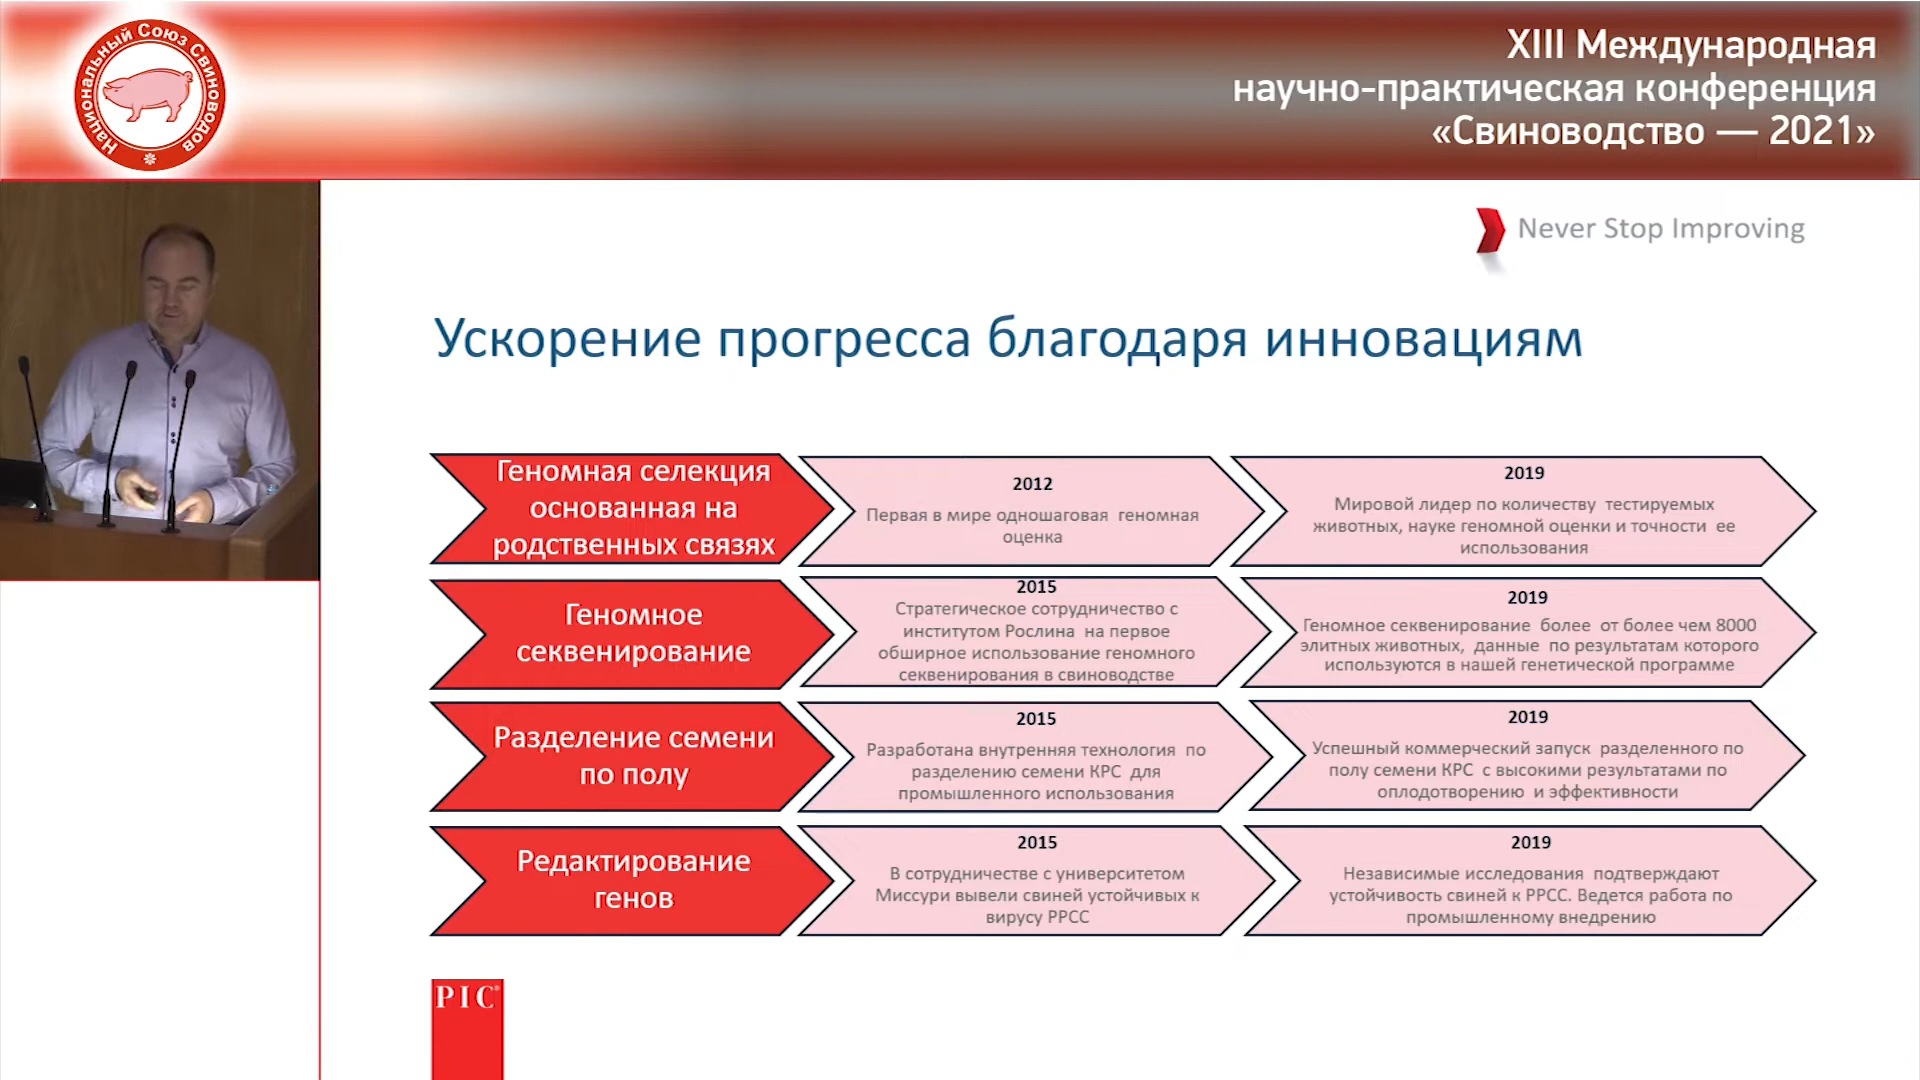 Национальный Союз Свиноводов
XIII Международная
научно-практическая конференция
«Свиноводство — 2021»
Never Stop Improving
Ускорение прогресса благодаря инновациям
Геномная селекция
основанная на
родственных связях
2012
Первая в мире одношаговая геномная
оценка
2019
Мировой лидер по количеству тестируемых
животных, науке геномной оценки и точности ее
использования
Геномное
секвенирование
2015
Стратегическое сотрудничество с
институтом Рослина на первое
обширное использование геномного
секвенирования в свиноводстве
2019
Геномное секвенирование более от более чем 8000
элитных животных, данные по результатам которого
используются в нашей генетической программе
Разделение семени
по полу
2015
Разработана внутренняя технология по
разделению семени КРС для
промышленного использования
2019
Успешный коммерческий запуск разделенного по
полу семени КРС с высокими результатами по
оплодотворению и эффективности
Редактирование
генов
2015
В сотрудничестве с университетом
Миссури вывели свиней устойчивых к
вирусу РРСС
2019
Независимые исследования подтверждают
устойчивость свиней к РРСС. Ведется работа по
промышленному внедрению
PIC®